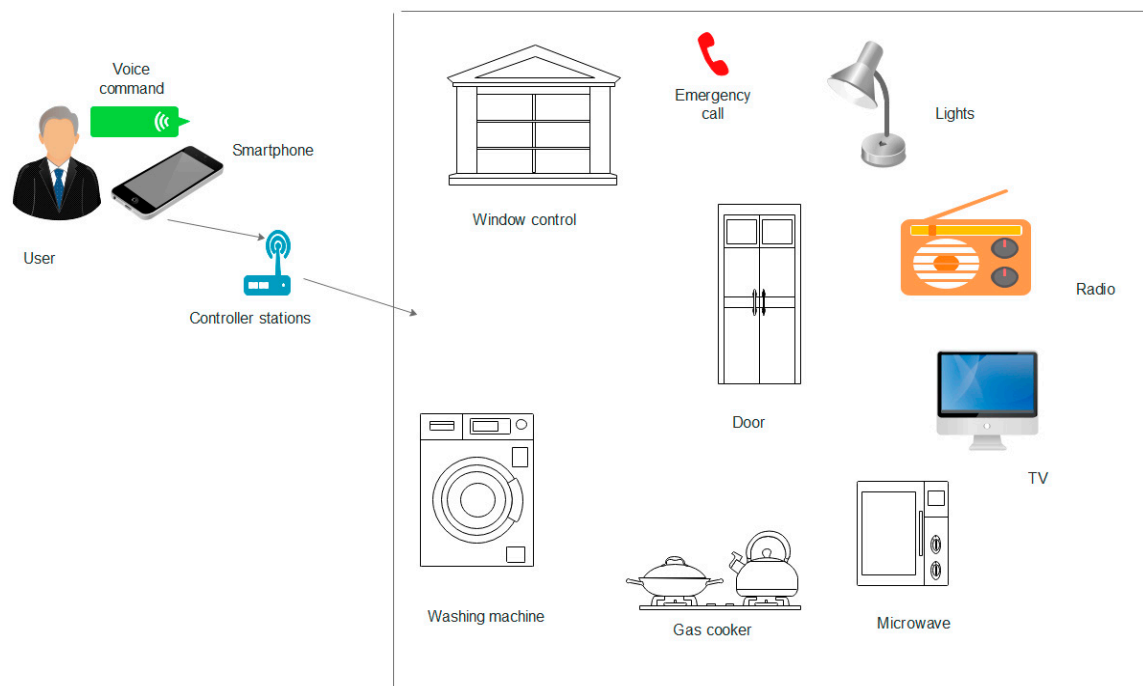 Voice
command
Smartphone
User
Controller stations
Window control
Emergency
call
Lights
Radio
Door
TV
Washing machine
Gas cooker
Microwave